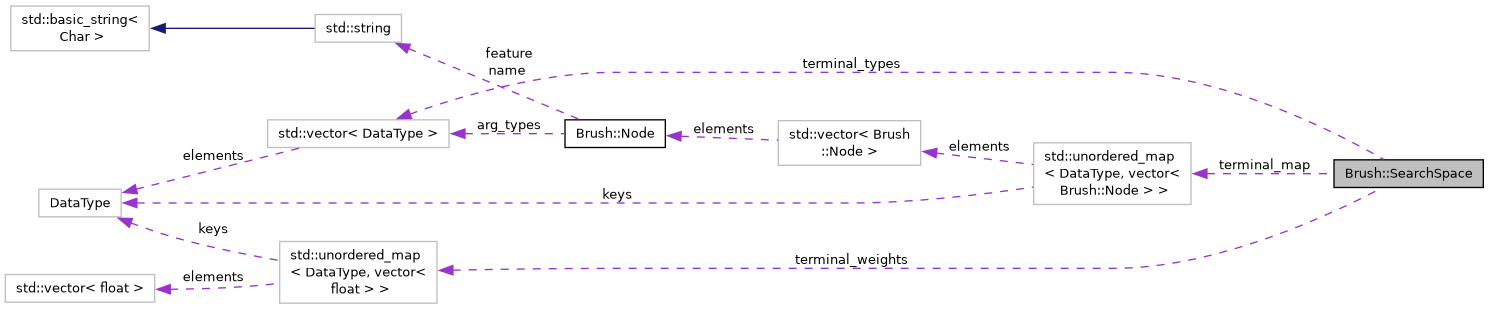 std::basic_string<
Char >
std::string
feature
name
terminal_types
std::vector< DataType >
arg_types
Brush::Node
elements
std::vector< Brush
::Node >
elements
std::unordered_map
< DataType, vector<
Brush::Node > >
terminal_map
Brush::SearchSpace
elements
DataType
keys
keys
std::unordered_map
< DataType, vector<
float > >
terminal_weights
elements
std::vector< float >